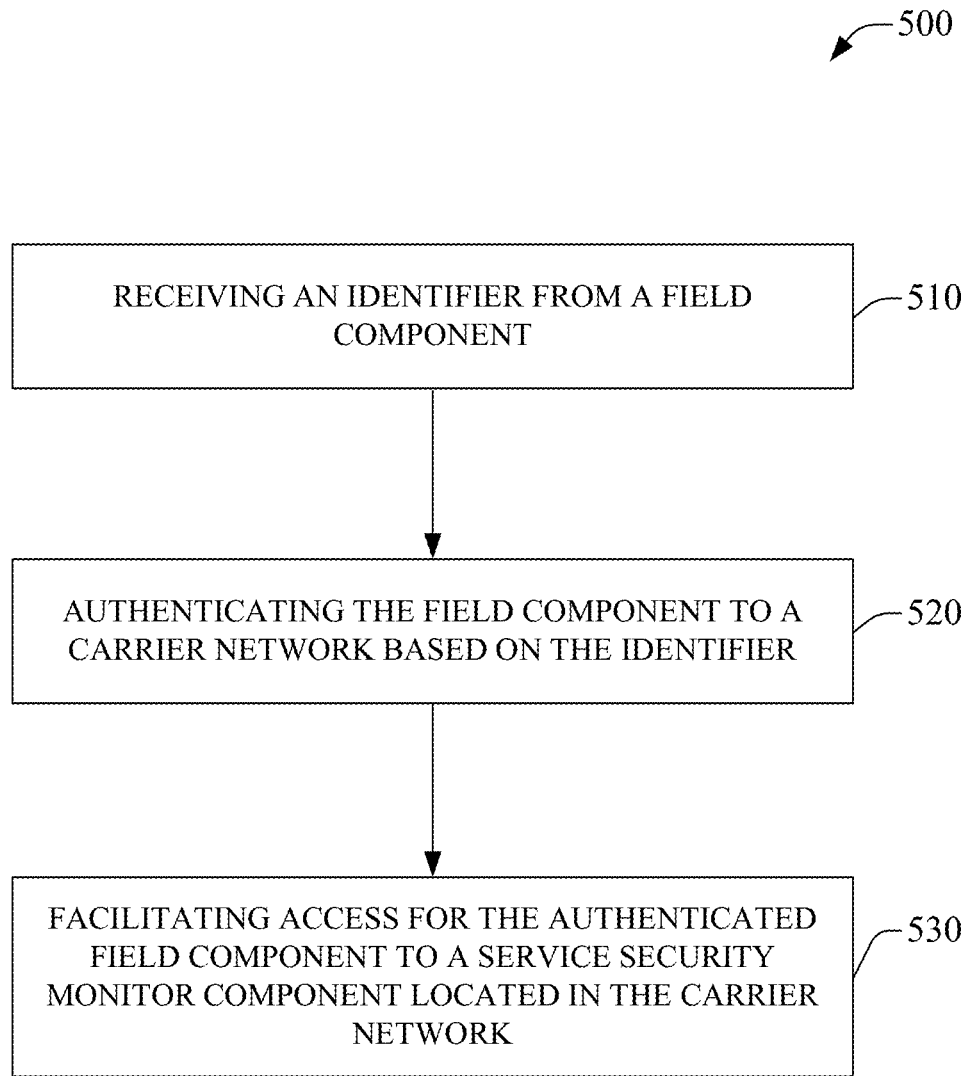 500
RECEIVING AN IDENTIFIER FROM A FIELD
COMPONENT
510
AUTHENTICATING THE FIELD COMPONENT TO A
CARRIER NETWORK BASED ON THE IDENTIFIER
520
FACILITATING ACCESS FOR THE AUTHENTICATED
FIELD COMPONENT TO A SERVICE SECURITY
MONITOR COMPONENT LOCATED IN THE CARRIER
NETWORK
530